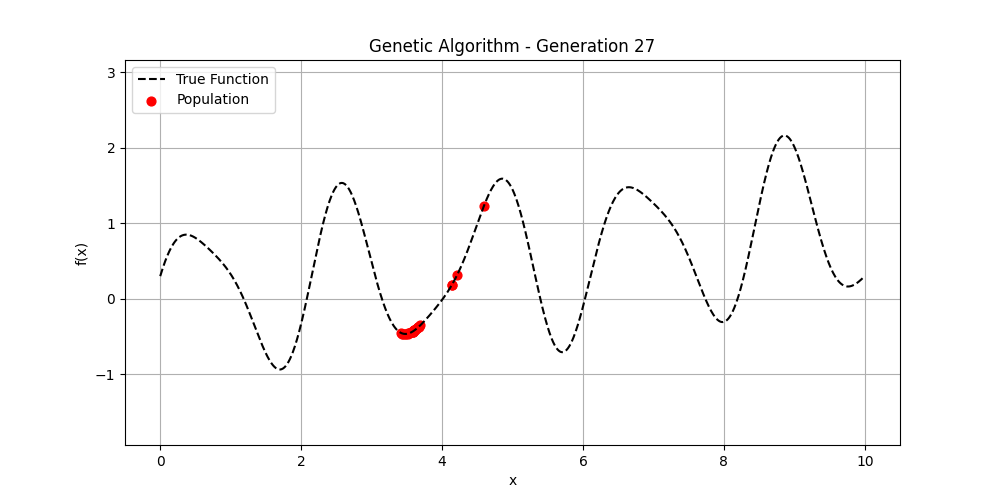 Genetic Algorithm - Generation 27
True Function
Population
f(x)
3
2
1
0
−1
0 2 4 6 8 10
x